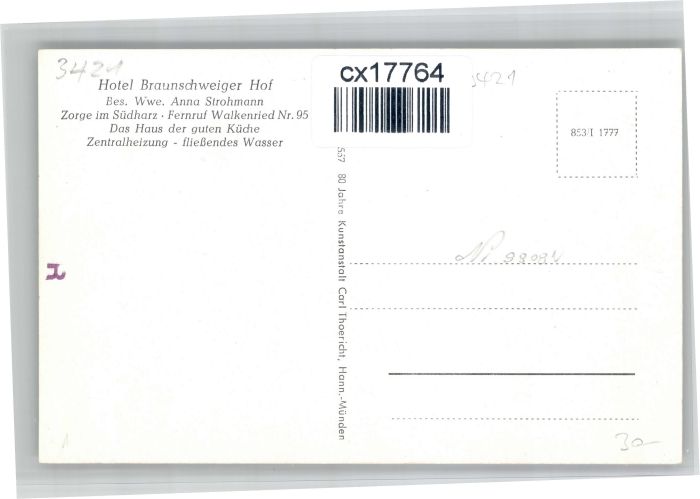 3421
Hotel Braunschweiger Hof
Bes. Wwe. Anna Strohmann
Zorge im Südharz · Fernruf Walkenried Nr. 95
Das Haus der guten Küche
Zentralheizung - fließendes Wasser
cx17764
3421
853/I 1777
557 80 Jahre Kunstanstalt Carl Thoericht, Hann.-Münden
30-